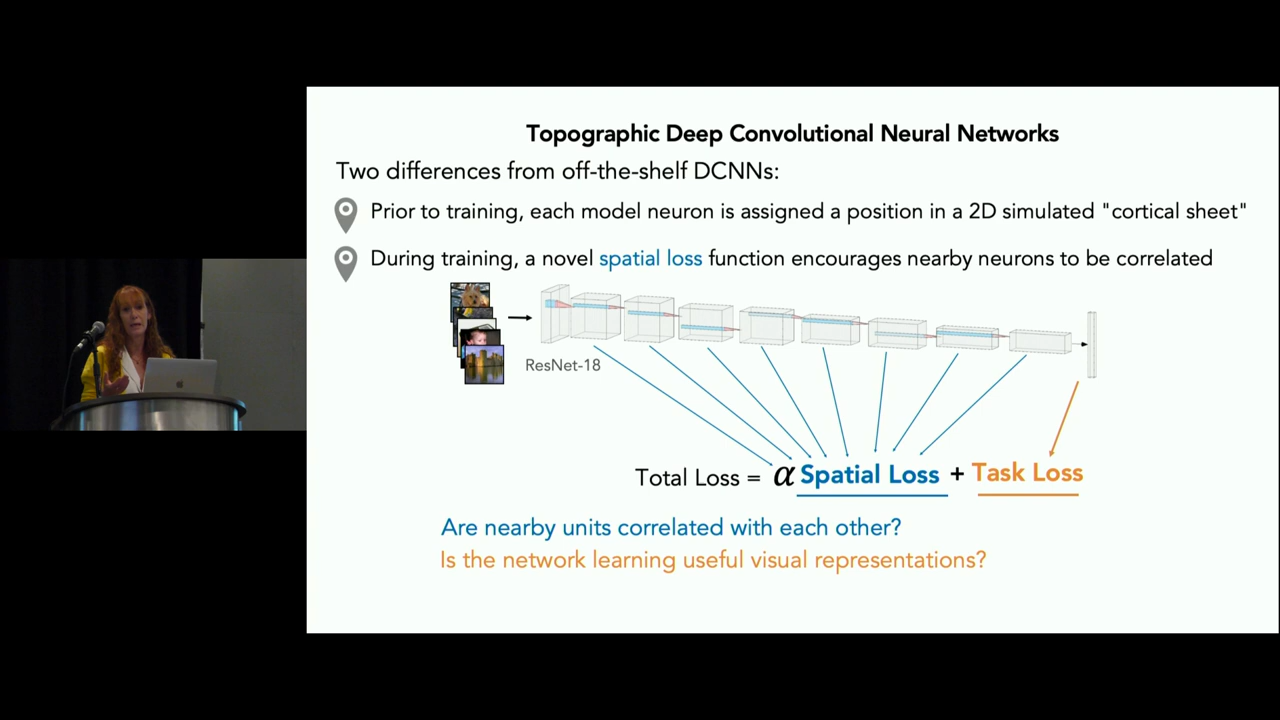 Topographic Deep Convolutional Neural Networks
Two differences from off-the-shelf DCNNs:
Prior to training, each model neuron is assigned a position in a 2D simulated "cortical sheet"
During training, a novel spatial loss function encourages nearby neurons to be correlated
ResNet-18
Total Loss = α Spatial Loss + Task Loss
Are nearby units correlated with each other?
Is the network learning useful visual representations?